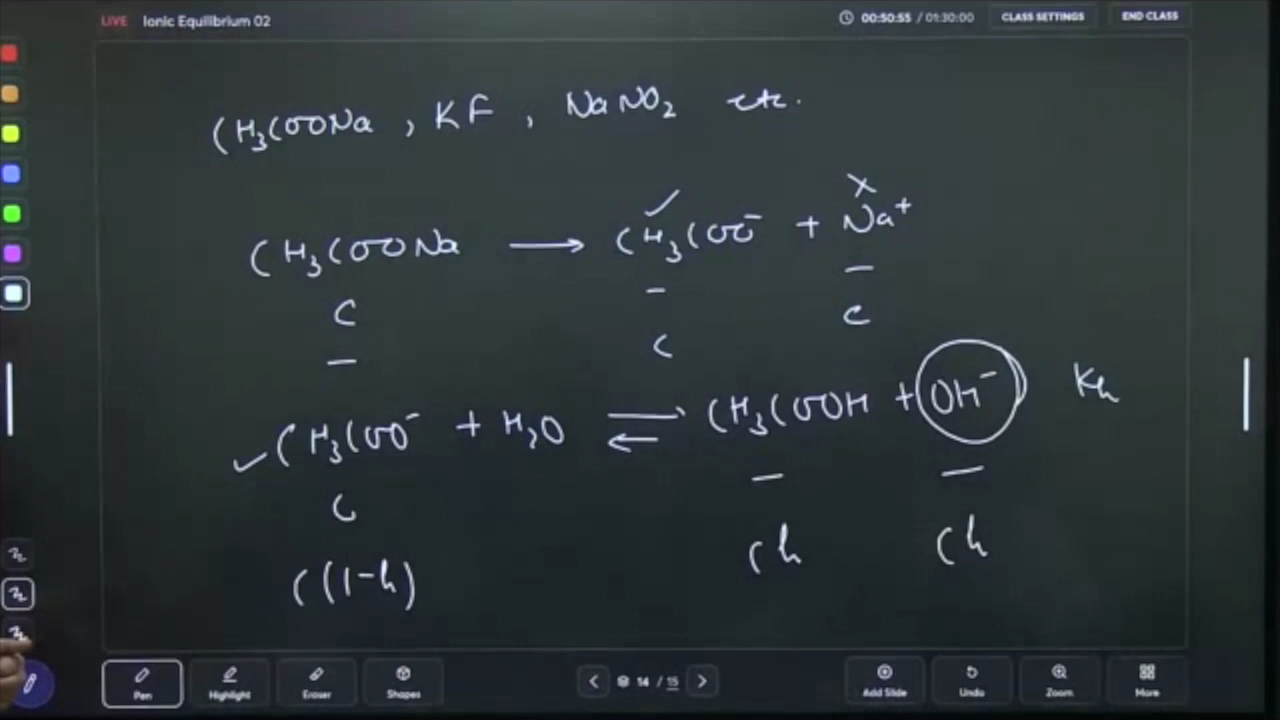 LIVE Ionic Equilibrium 02
00:50:55 / 01:30:00 CLASS SETTINGS END CLASS
CH₃COONa , KF , NaNO₂ etc.
✓ ×
CH₃COONa ⟶ CH₃COO⁻ + Na⁺
C – –
– C C
✓ CH₃COO⁻ + H₂O ⇌ CH₃COOH + OH⁻ Kh
C – –
C(1-h) Ch Ch
Pen Highlight Eraser Shapes < 14 / 15 > Add Slide Undo Zoom More